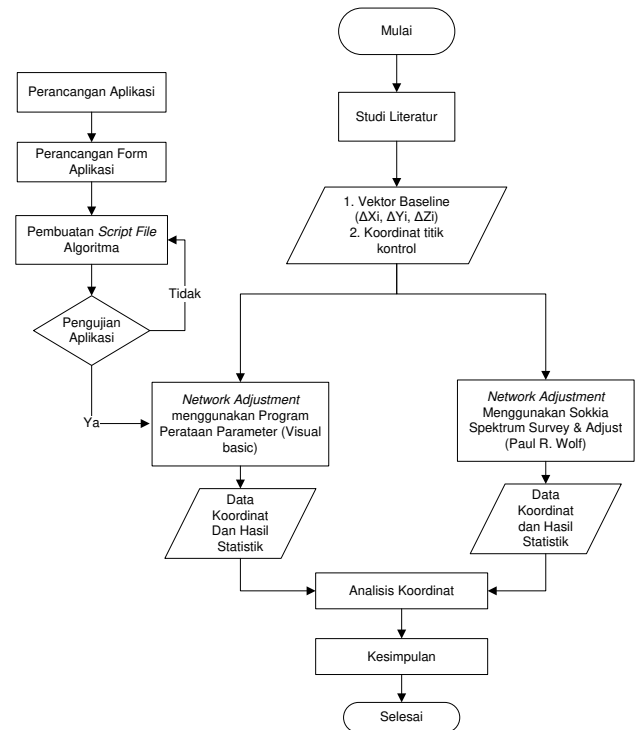 Mulai
Perancangan Aplikasi
Studi Literatur
Perancangan Form
Aplikasi
1. Vektor Baseline
(ΔXi, ΔYi, ΔZi)
2. Koordinat titik
kontrol
Pembuatan Script File
Algoritma
Tidak
Pengujian
Aplikasi
Ya
Network Adjustment
menggunakan Program
Perataan Parameter (Visual
basic)
Network Adjustment
Menggunakan Sokkia
Spektrum Survey & Adjust
(Paul R. Wolf)
Data
Koordinat
Dan Hasil
Statistik
Data
Koordinat
dan Hasil
Statistik
Analisis Koordinat
Kesimpulan
Selesai